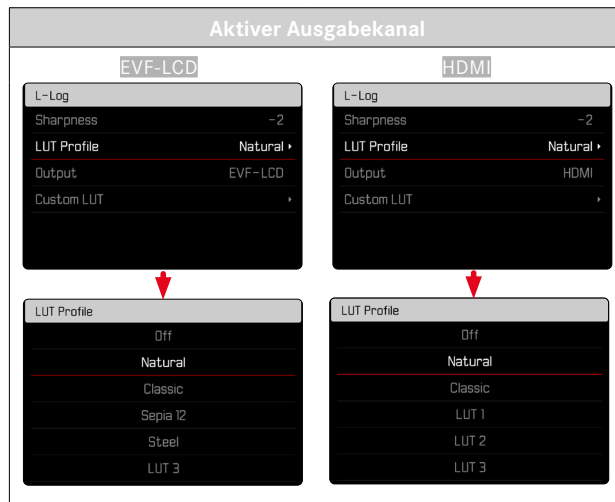 Aktiver Ausgabekanal
EVF-LCD
L-Log
Sharpness -2
LUT Profile Natural
Output EVF-LCD
Custom LUT
LUT Profile
Off
Natural
Classic
Sepia 12
Steel
LUT 3
HDMI
L-Log
Sharpness -2
LUT Profile Natural
Output HDMI
Custom LUT
LUT Profile
Off
Natural
Classic
LUT 1
LUT 2
LUT 3